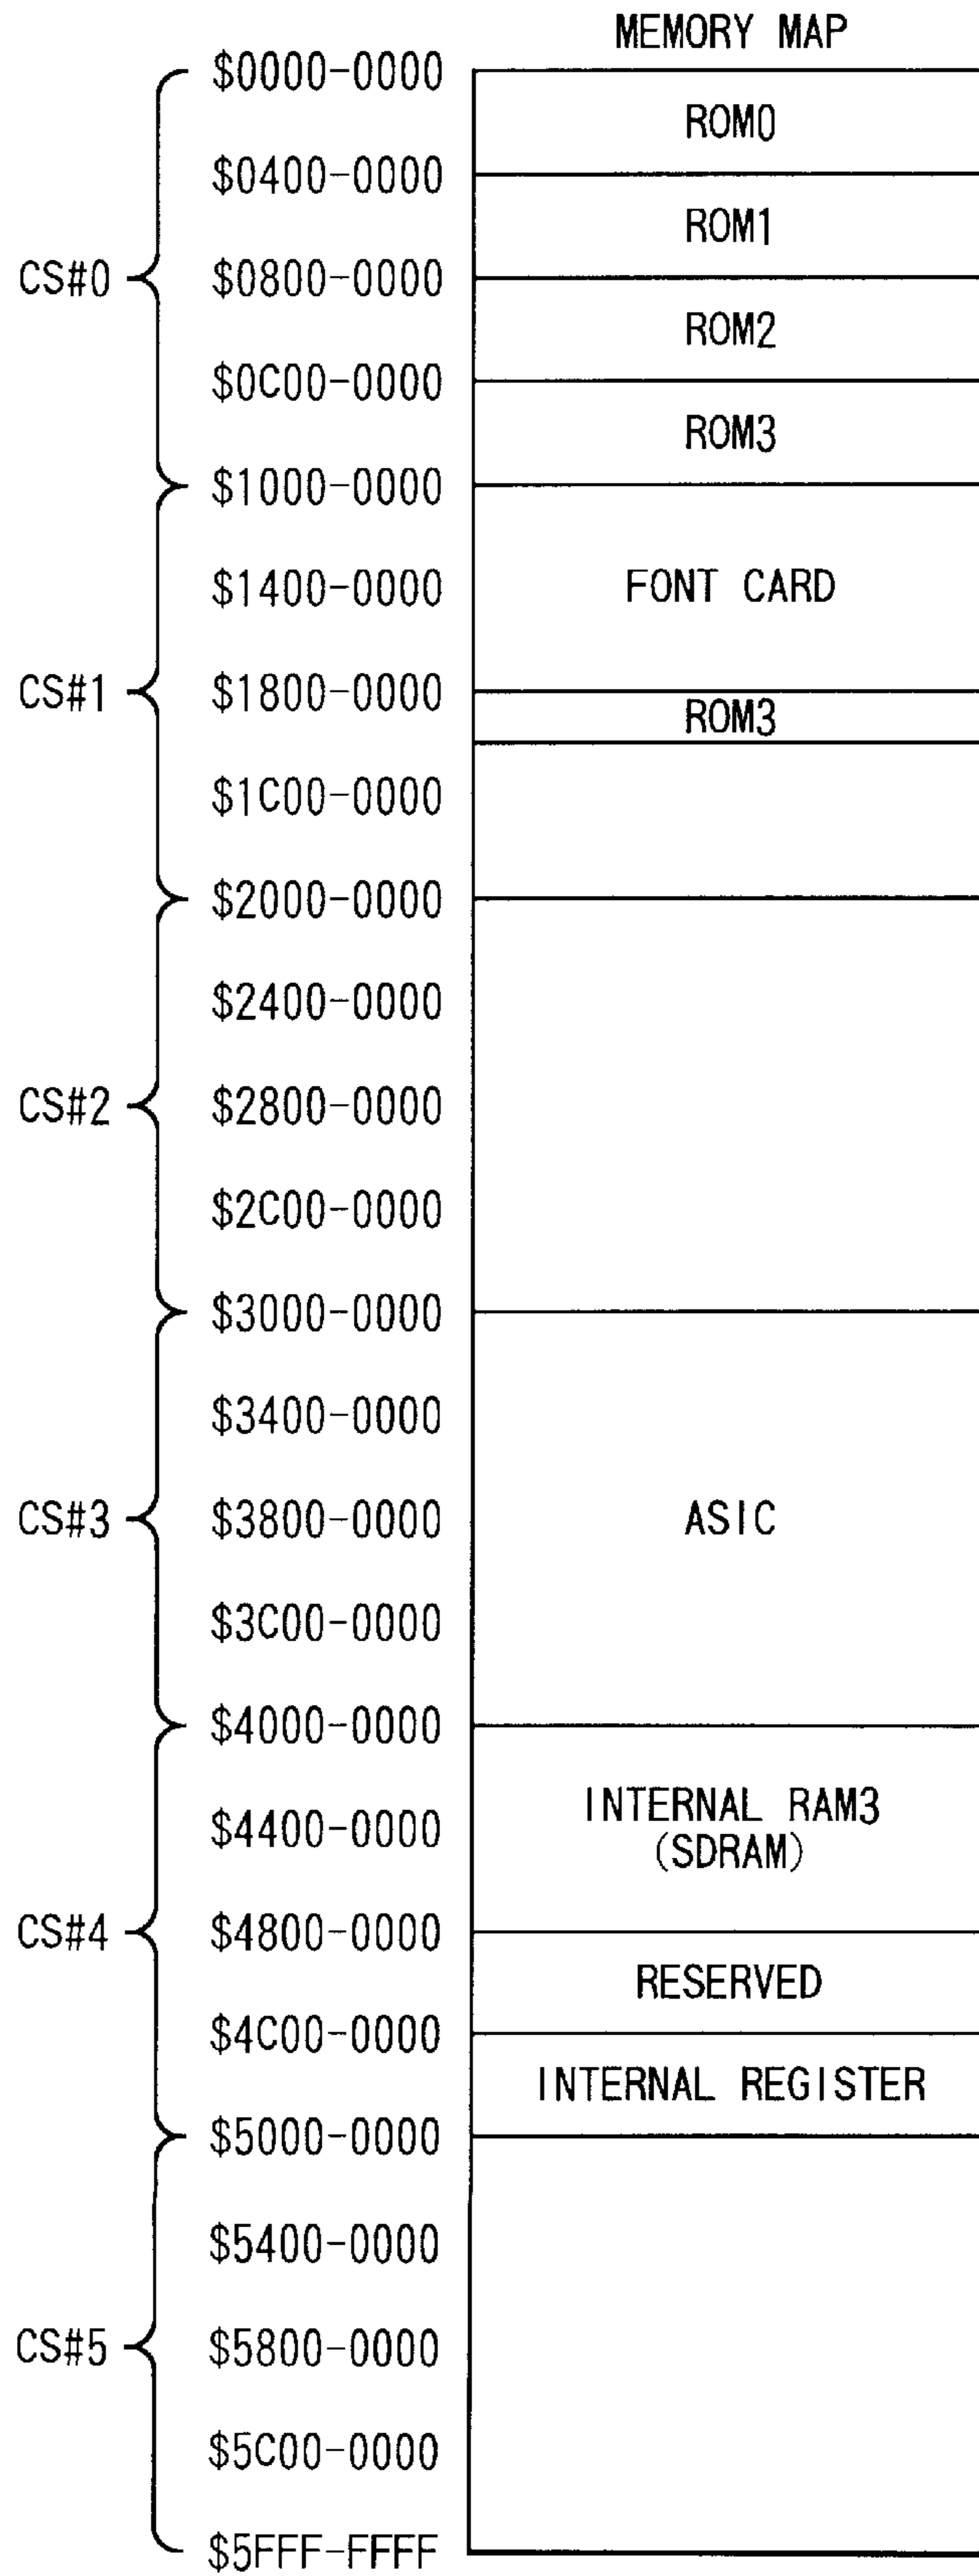 MEMORY MAP
$0000-0000
ROM0
$0400-0000
ROM1
CS#0
$0800-0000
ROM2
$0C00-0000
ROM3
$1000-0000
$1400-0000
FONT CARD
CS#1
$1800-0000
ROM3
$1C00-0000
$2000-0000
$2400-0000
CS#2
$2800-0000
$2C00-0000
$3000-0000
$3400-0000
CS#3
$3800-0000
ASIC
$3C00-0000
$4000-0000
INTERNAL RAM3
$4400-0000
(SDRAM)
CS#4
$4800-0000
RESERVED
$4C00-0000
INTERNAL REGISTER
$5000-0000
$5400-0000
CS#5
$5800-0000
$5C00-0000
$5FFF-FFFF